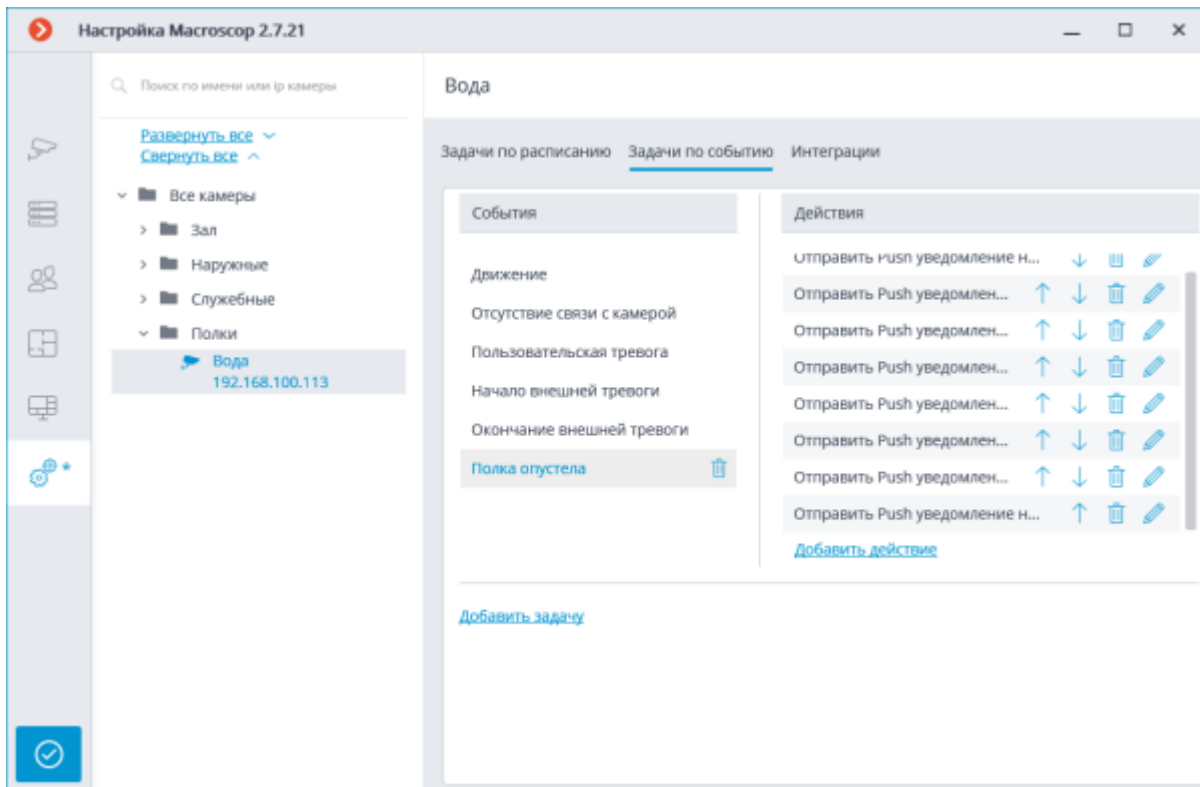 Настройка Macroscop 2.7.21
Поиск по имени или ip камеры
Развернуть все
Свернуть все
Все камеры
Зал
Наружные
Служебные
Полки
Вода
192.168.100.113
Вода
Задачи по расписанию Задачи по событию Интеграции
События
Движение
Отсутствие связи с камерой
Пользовательская тревога
Начало внешней тревоги
Окончание внешней тревоги
Полка опустела
Действия
Отправить Push уведомление н...
Отправить Push уведомлен...
Отправить Push уведомлен...
Отправить Push уведомлен...
Отправить Push уведомлен...
Отправить Push уведомлен...
Отправить Push уведомлен...
Отправить Push уведомление н...
Добавить действие
Добавить задачу